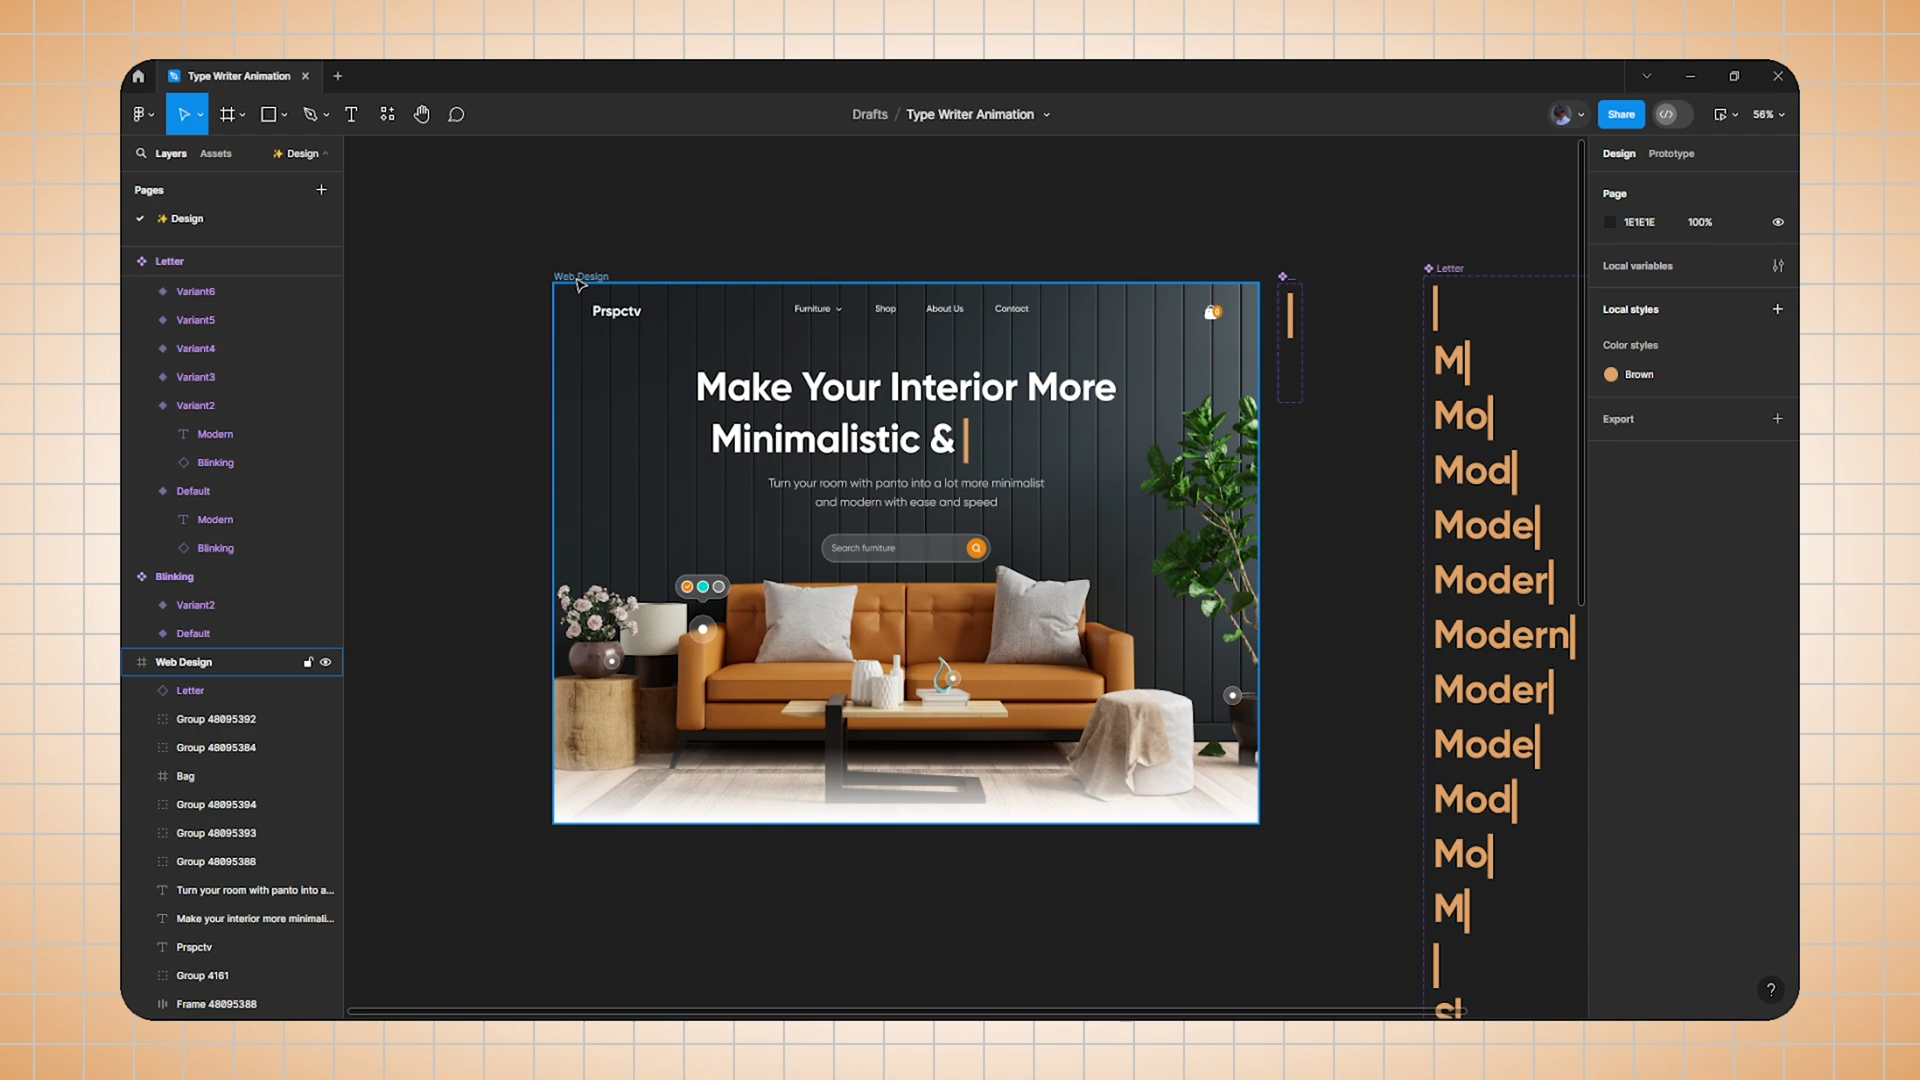 Type Writer Animation
Drafts / Type Writer Animation
Share
56%
Layers
Assets
✨ Design
Pages
✨ Design
Letter
Variant6
Variant5
Variant4
Variant3
Variant2
Modern
Blinking
Default
Modern
Blinking
Blinking
Variant2
Default
Web Design
Letter
Group 48095392
Group 48095384
Bag
Group 48095394
Group 48095393
Group 48095388
Turn your room with panto into a...
Make your interior more minimali...
Prspctv
Group 4161
Frame 48095388
Web Design
Prspctv
Furniture
Shop
About Us
Contact
0
Make Your Interior More
Minimalistic &|
Turn your room with panto into a lot more minimalist
and modern with ease and speed
Search furniture
...
Letter
|
M|
Mo|
Mod|
Mode|
Moder|
Modern|
Moder|
Mode|
Mod|
Mo|
M|
|
S|
Design
Prototype
Page
1E1E1E
100%
Local variables
Local styles
Color styles
Brown
Export
?